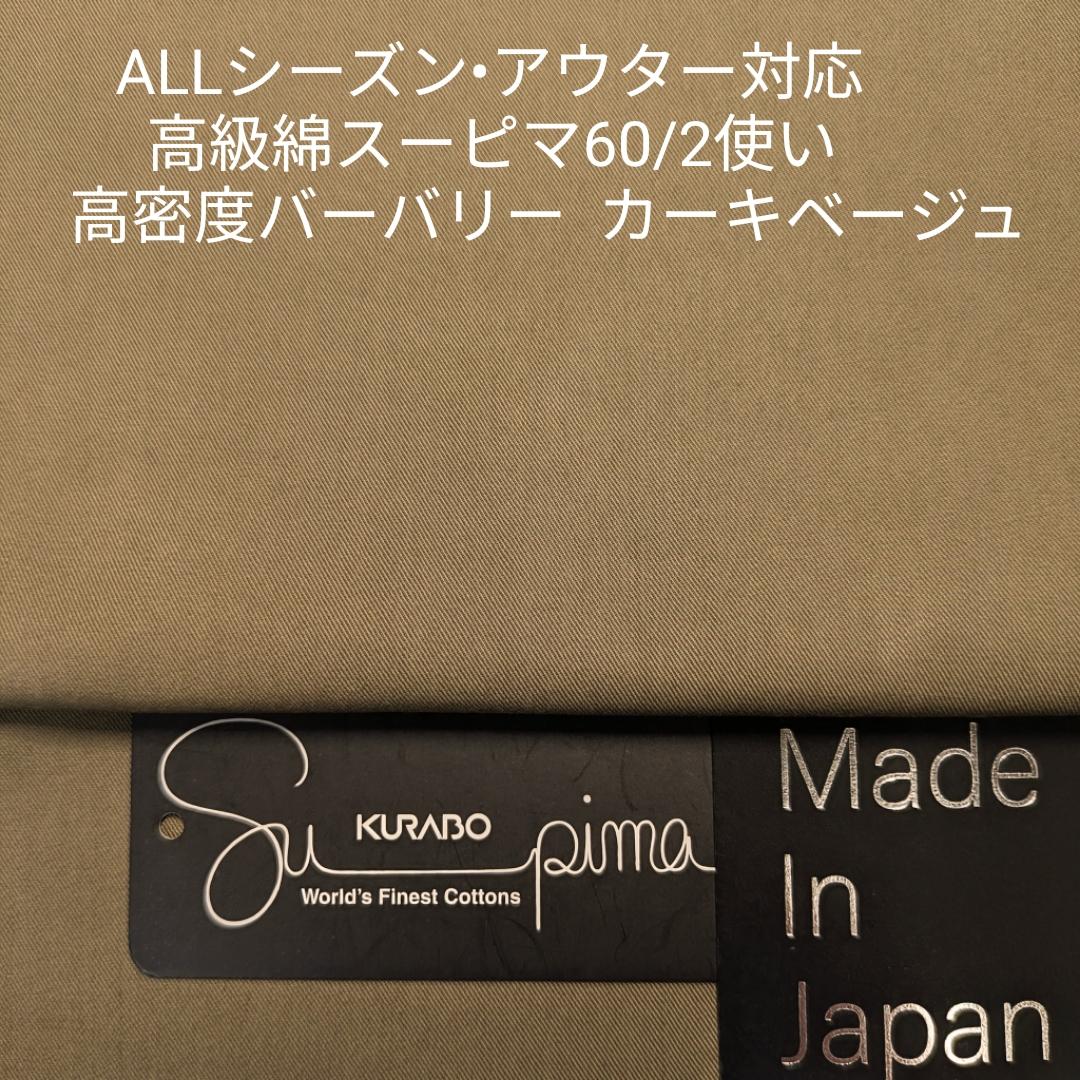 ALLシーズン•アウター対応
高級綿スーピマ60/2使い
高密度バーバリー カーキベージュ
Supima
KURABO
World's Finest Cottons
Made
In
Japan